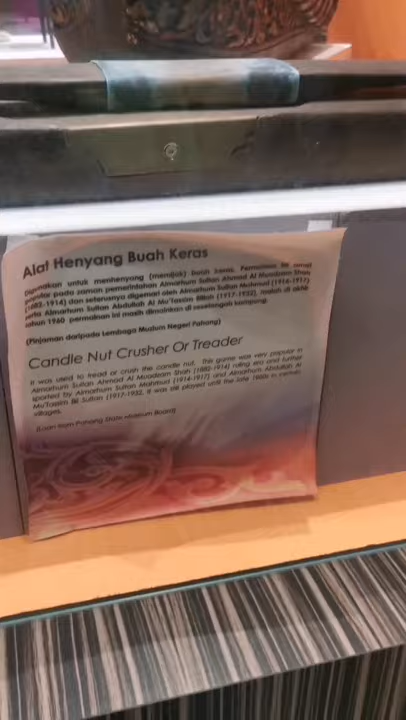 Alat Henyang Buah Keras
Digunakan untuk menhenyang (memijak) buah keras. Permainan ini amat
popular pada zaman pemerintahan Almarhum Sultan Ahmad Al Muadzam Shah
(1882-1914) dan seterusnya digemari oleh Almarhum Sultan Mahmud (1914-1917)
serta Almarhum Sultan Abdullah Al Mu'Tassim Billah (1917-1932), malah di akhir
tahun 1960 permainan ini masih dimainkan di sesetengah kampung.
(Pinjaman daripada Lembaga Muzium Negeri Pahang)
Candle Nut Crusher Or Treader
It was used to tread or crush the candle nut. This game was very popular in
Almarhum Sultan Ahmad Al Muadzam Shah (1882-1914) ruling era and further
sported by Almarhum Sultan Mahmud (1914-1917) and Almarhum Abdullah Al
Mu'Tassim Bil Sultan (1917-1932. It was still played until the late 1960s in certain
villages.
(Loan from Pahang State Museum Board)